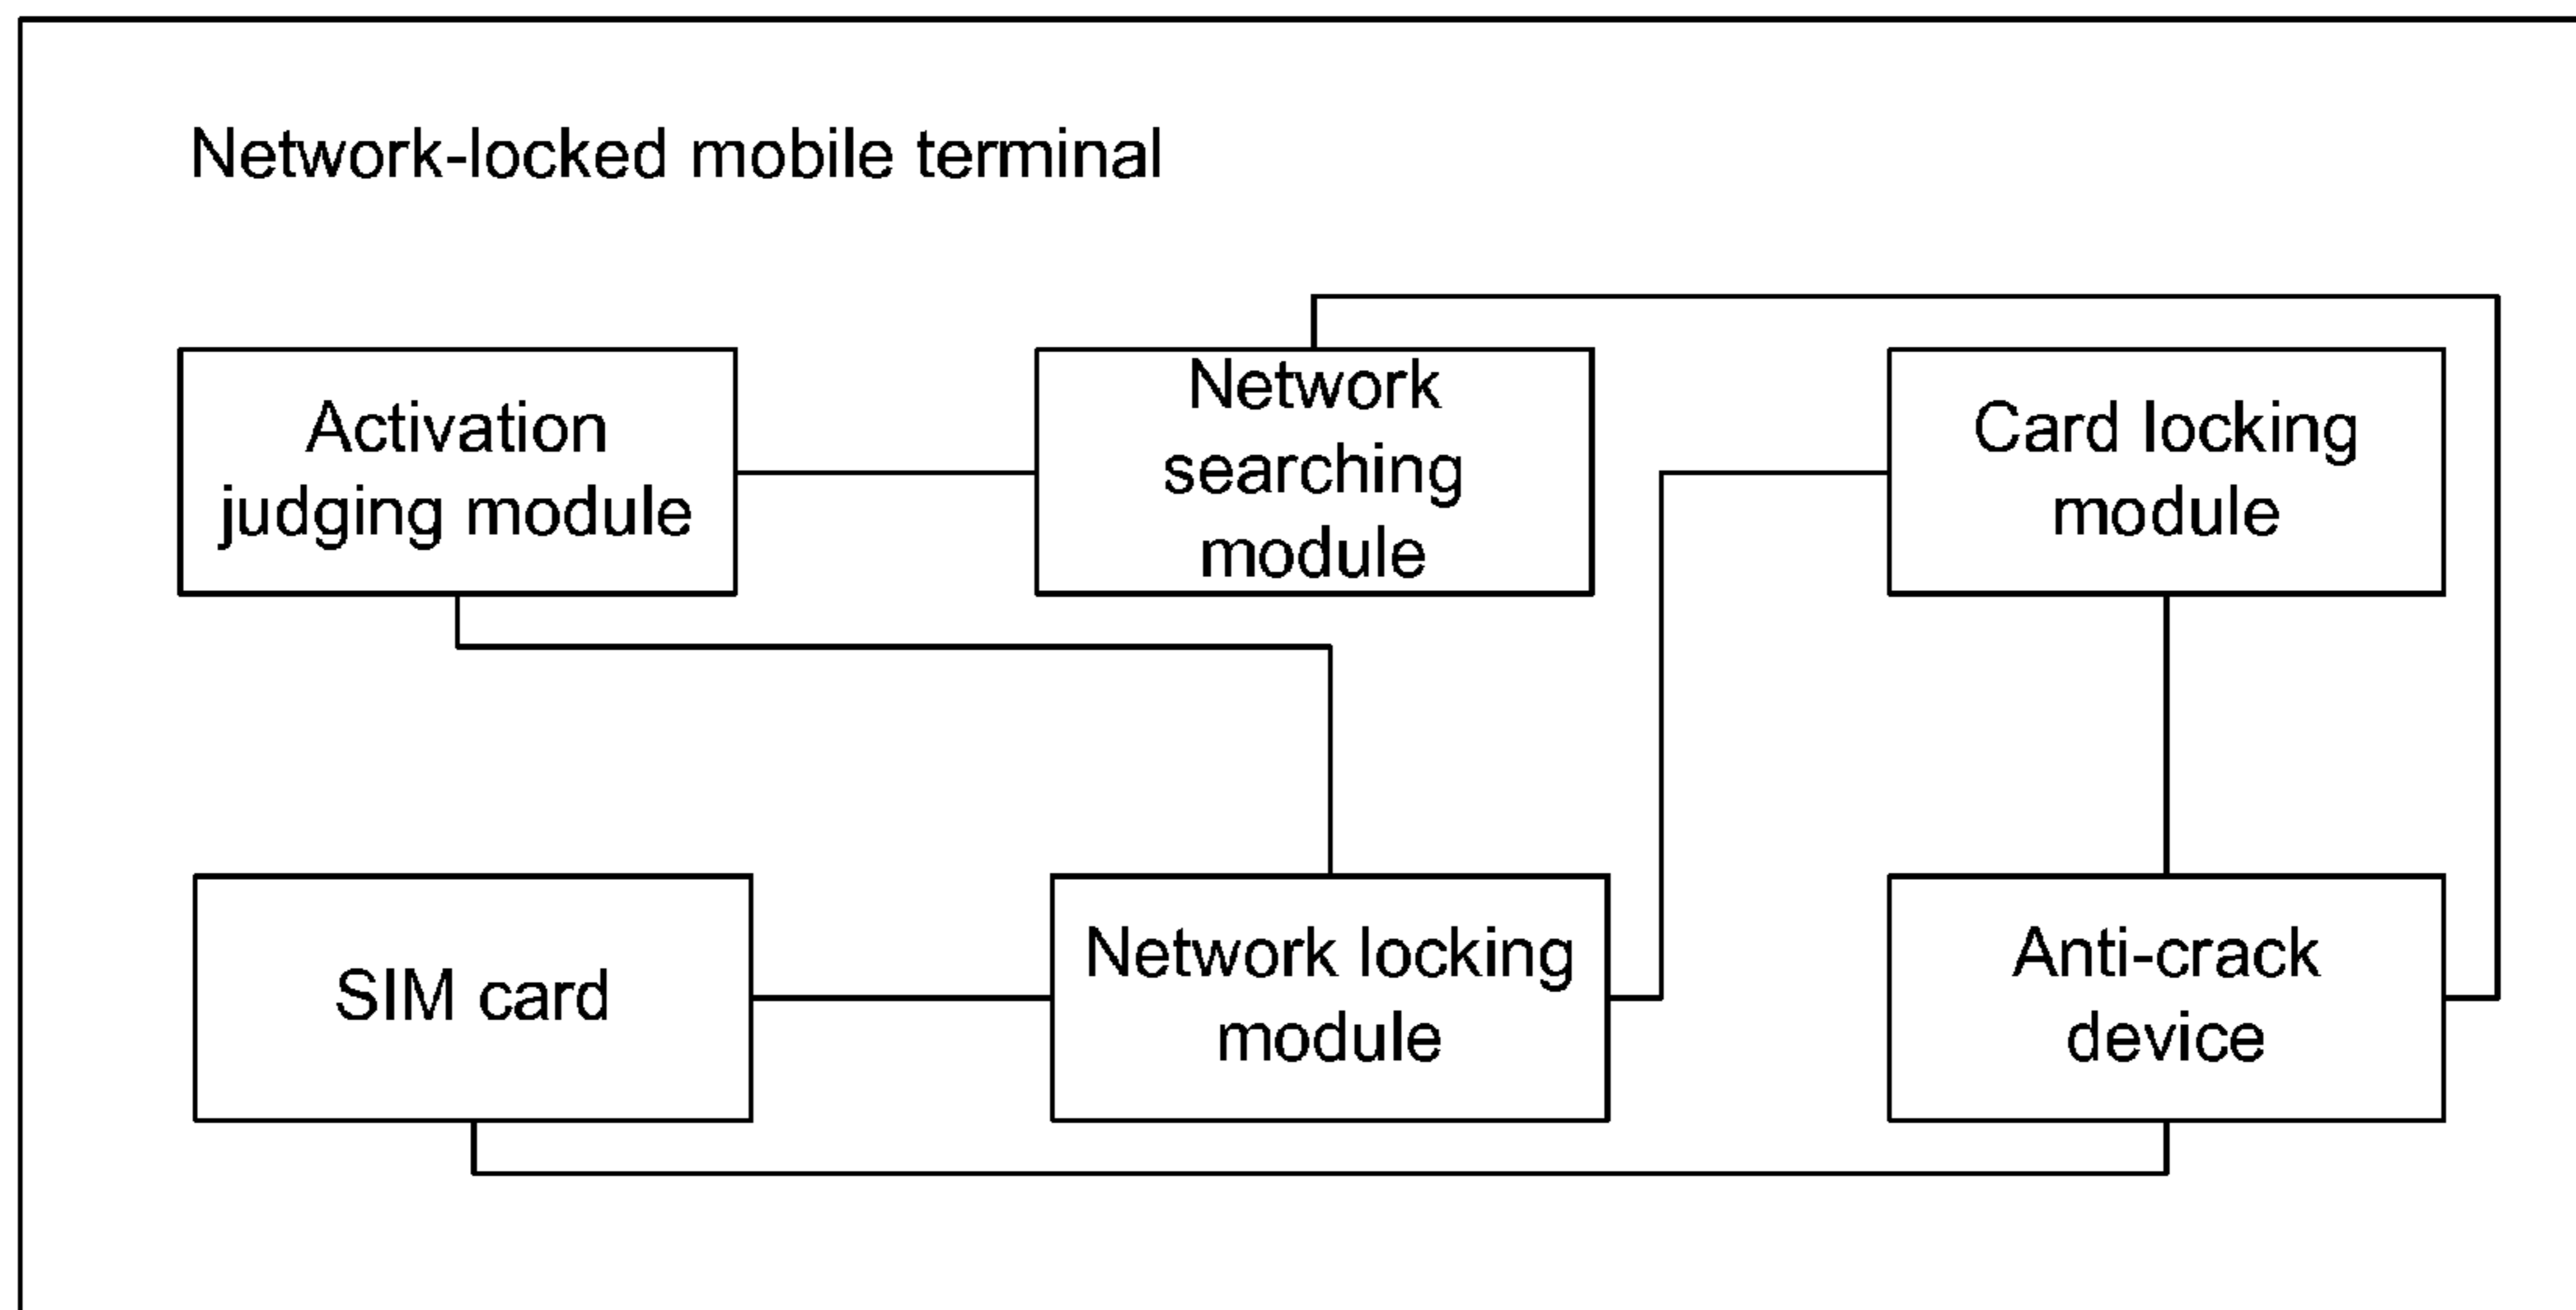 Network-locked mobile terminal
Activation
judging module
Network
searching
module
Card locking
module
SIM card
Network locking
module
Anti-crack
device